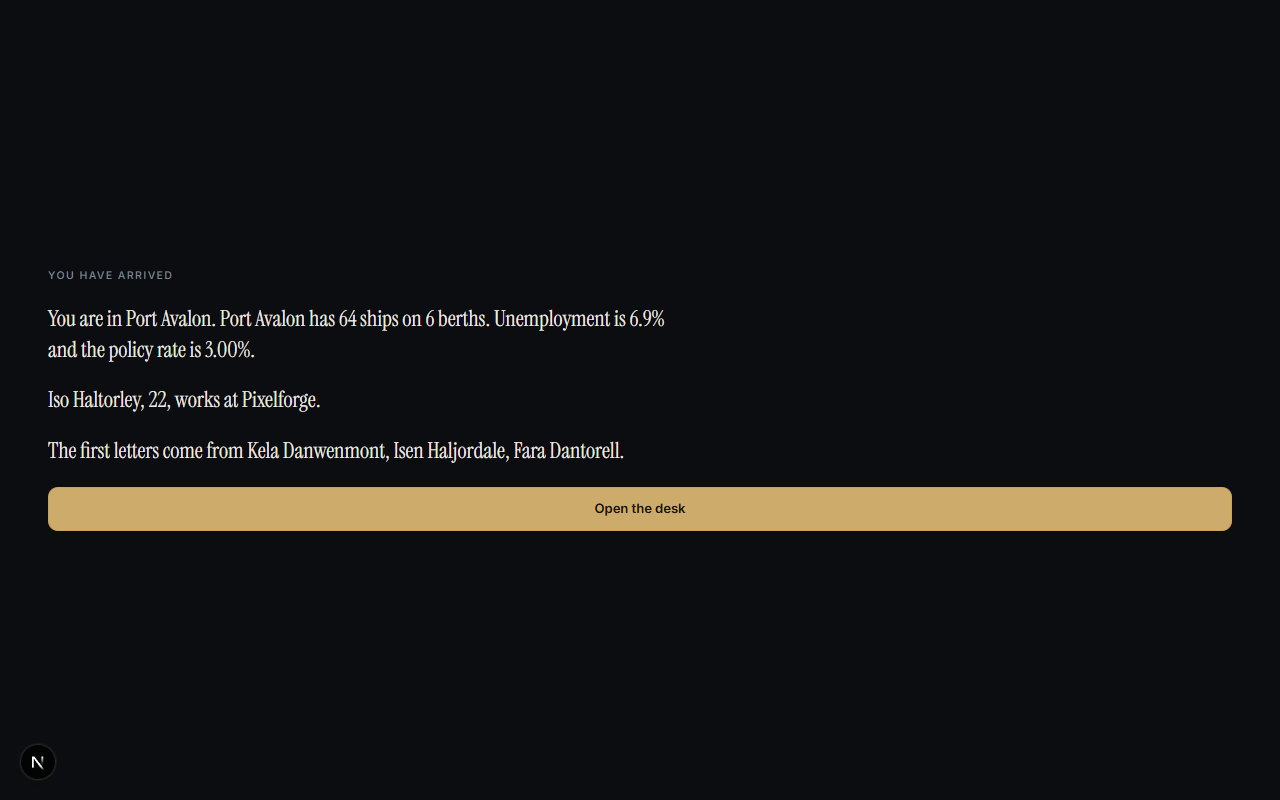 YOU HAVE ARRIVED
You are in Port Avalon. Port Avalon has 64 ships on 6 berths. Unemployment is 6.9%
and the policy rate is 3.00%.
Iso Haltorley, 22, works at Pixelforge.
The first letters come from Kela Danwenmont, Isen Haljordale, Fara Dantorell.
Open the desk
N